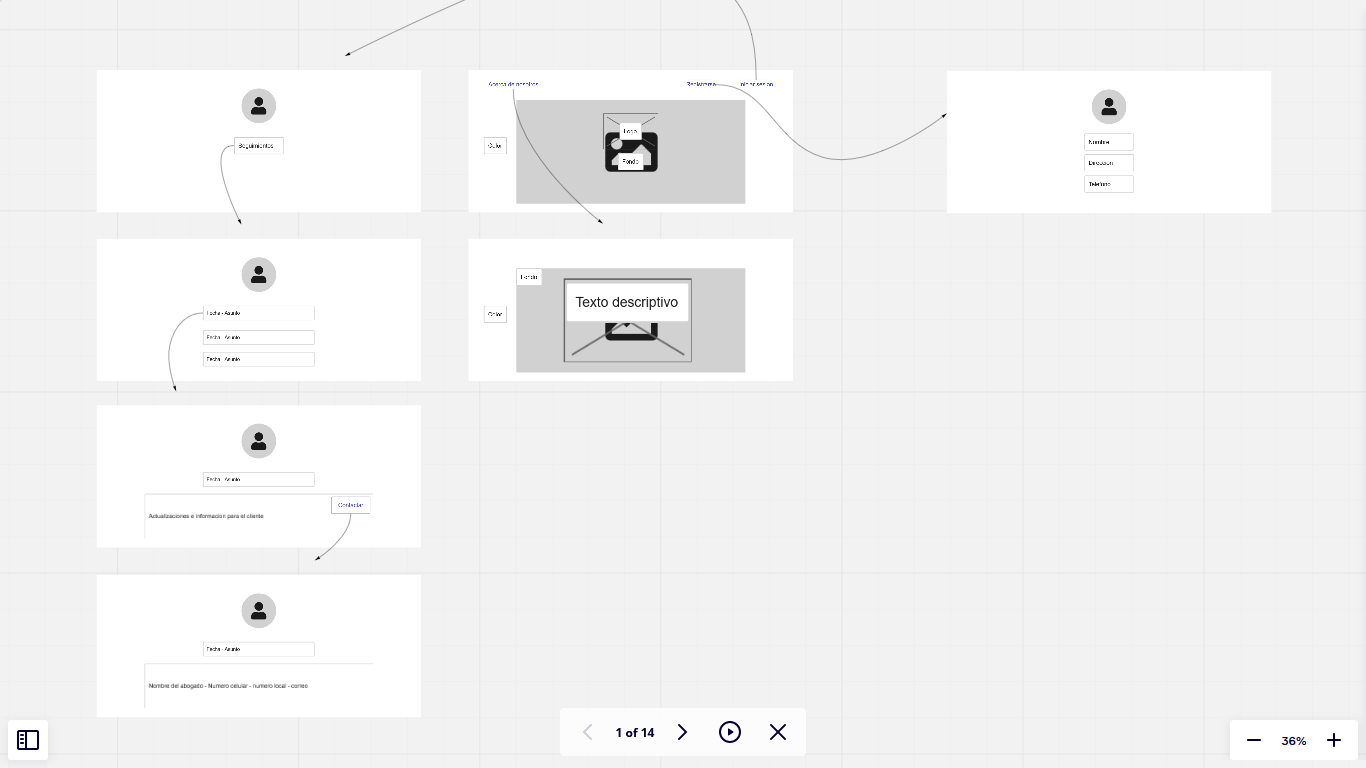 Seguimientos
Acerca de nosotros
Registrarse
Iniciar sesion
Color
Logo
Fondo
Nombre
Direccion
Telefono
Fecha - Asunto
Fecha - Asunto
Fecha - Asunto
Fondo
Color
Texto descriptivo
Fecha - Asunto
Contactar
Actualizaciones e informacion para el cliente
Fecha - Asunto
Nombre del abogado - Numero celular - numero local - correo
1 of 14
36%